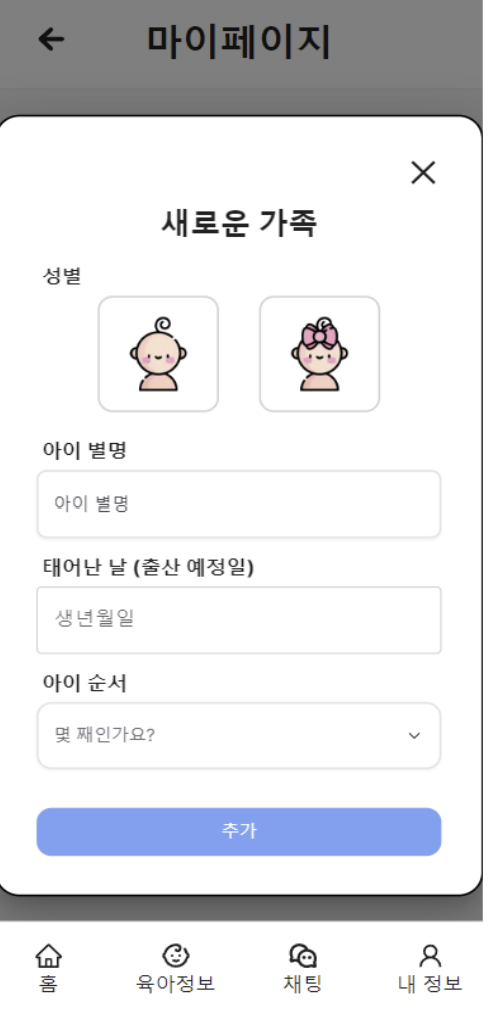 마이페이지
새로운 가족
성별
아이 별명
아이 별명
태어난 날 (출산 예정일)
생년월일
아이 순서
몇 째인가요?
추가
홈 육아정보 채팅 내 정보